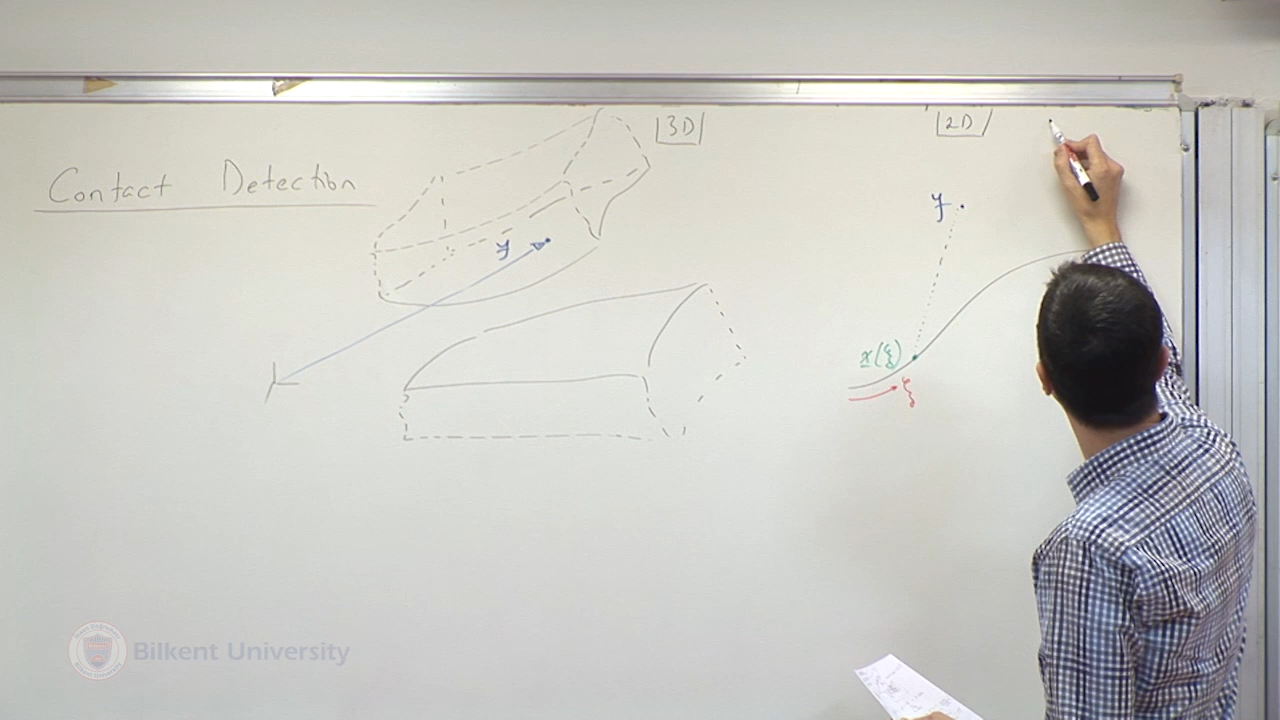 Contact Detection
3D
2D
y
y
x(ξ)
ξ
Bilkent University